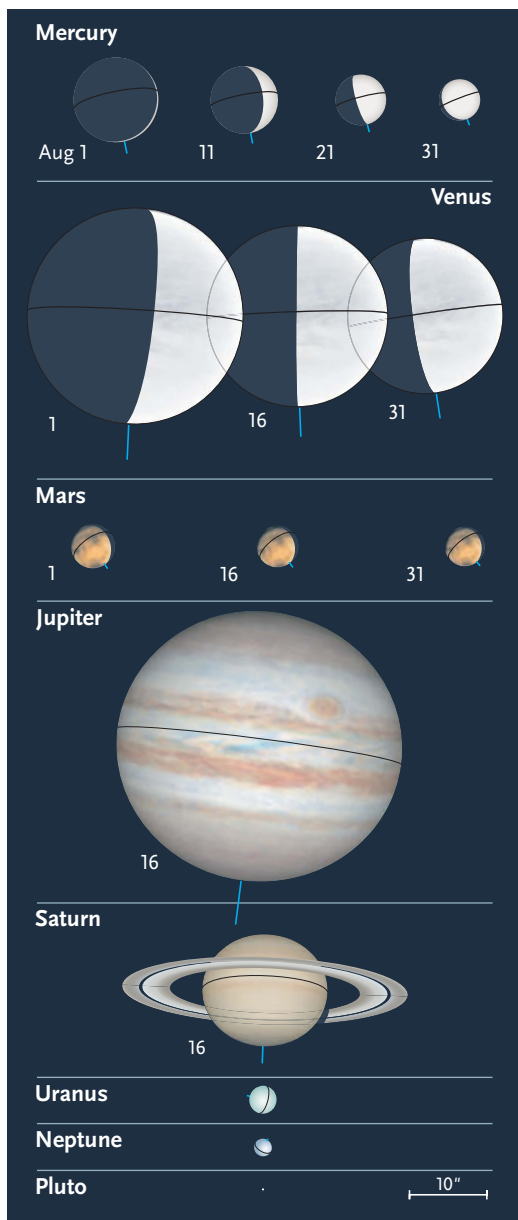 Mercury
Aug 1 11 21 31
Venus
1 16 31
Mars
1 16 31
Jupiter
16
Saturn
16
Uranus
Neptune
Pluto 10"